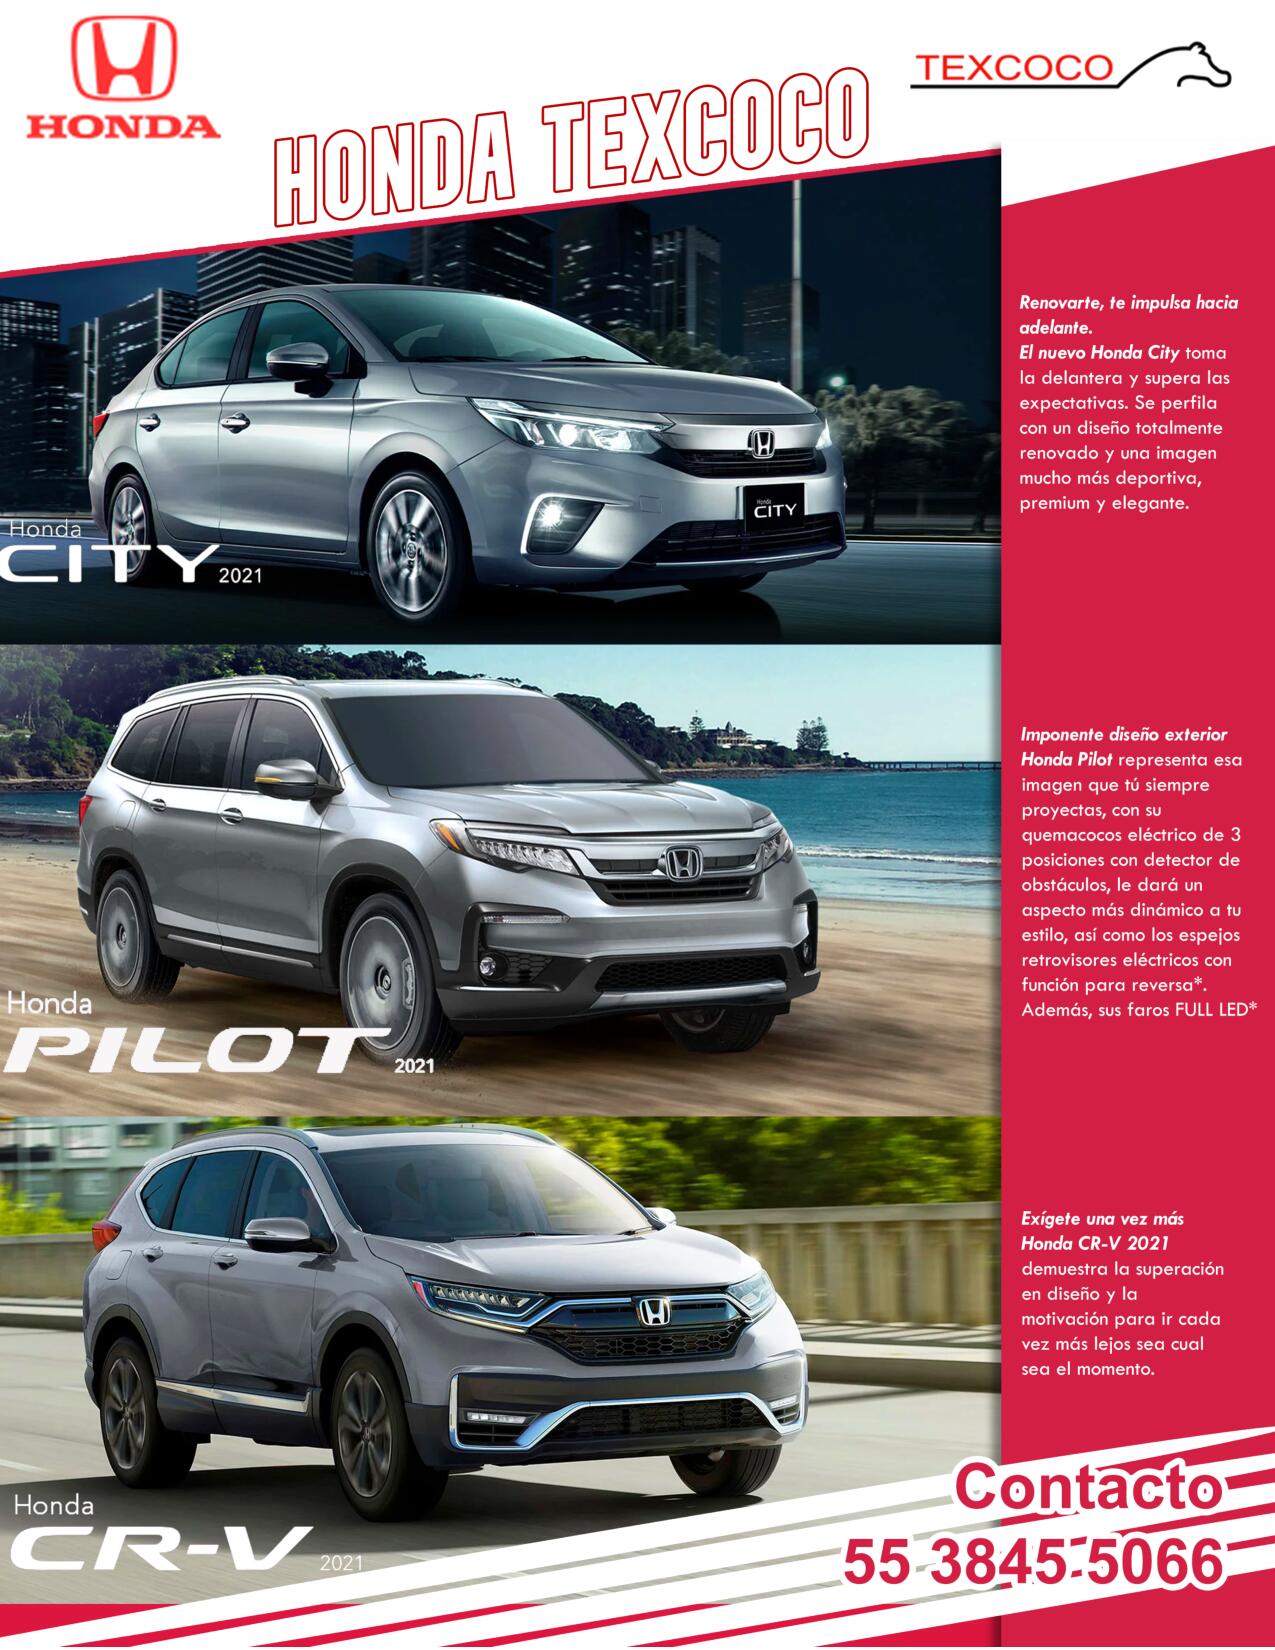 HONDA
TEXCOCO
HONDA TEXCOCO
Honda
CITY
Honda
CITY 2021
Renovarte, te impulsa hacia
adelante.
El nuevo Honda City toma
la delantera y supera las
expectativas. Se perfila
con un diseño totalmente
renovado y una imagen
mucho más deportiva,
premium y elegante.
Honda
PILOT 2021
Imponente diseño exterior
Honda Pilot representa esa
imagen que tú siempre
proyectas, con su
quemacocos eléctrico de 3
posiciones con detector de
obstáculos, le dará un
aspecto más dinámico a tu
estilo, así como los espejos
retrovisores eléctricos con
función para reversa*.
Además, sus faros FULL LED*
Honda
CR-V 2021
Exígete una vez más
Honda CR-V 2021
demuestra la superación
en diseño y la
motivación para ir cada
vez más lejos sea cual
sea el momento.
Contacto
55 3845 5066